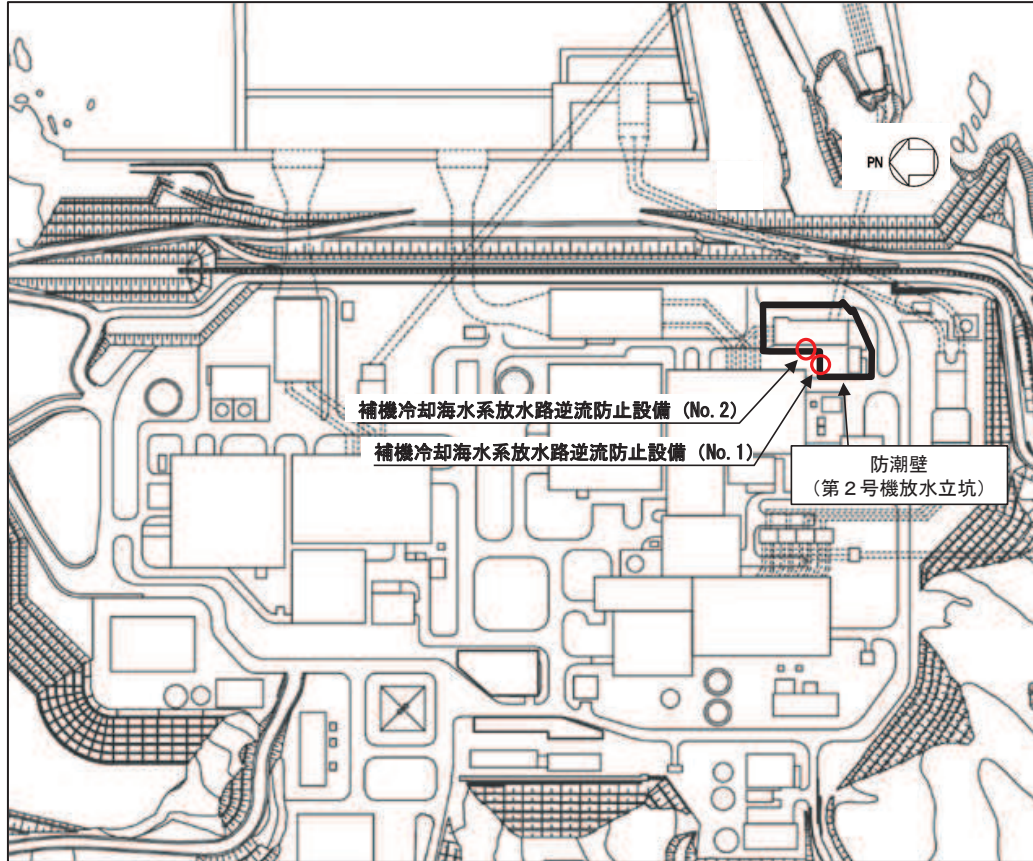 PN
補機冷却海水系放水路逆流防止設備 (No.2)
補機冷却海水系放水路逆流防止設備 (No.1)
防潮壁
(第2号機放水立坑)